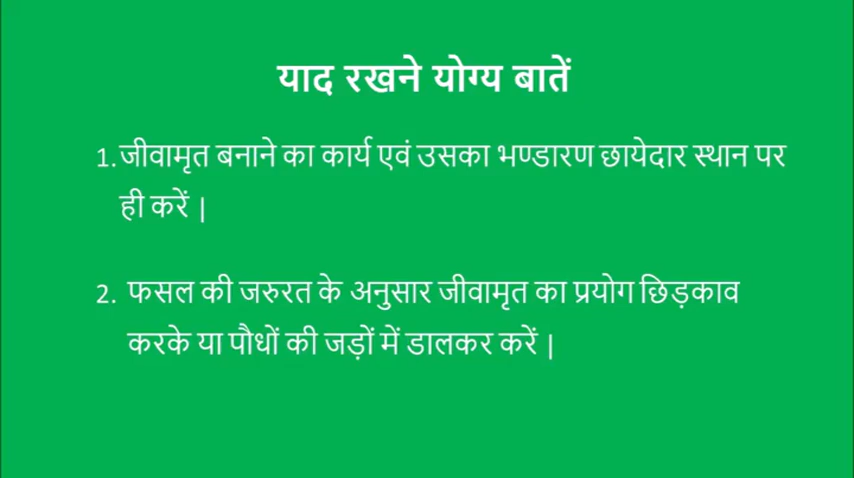 याद रखने योग्य बातें
1. जीवामृत बनाने का कार्य एवं उसका भण्डारण छायेदार स्थान पर
ही करें |
2. फसल की जरुरत के अनुसार जीवामृत का प्रयोग छिड़काव
करके या पौधों की जड़ों में डालकर करें |